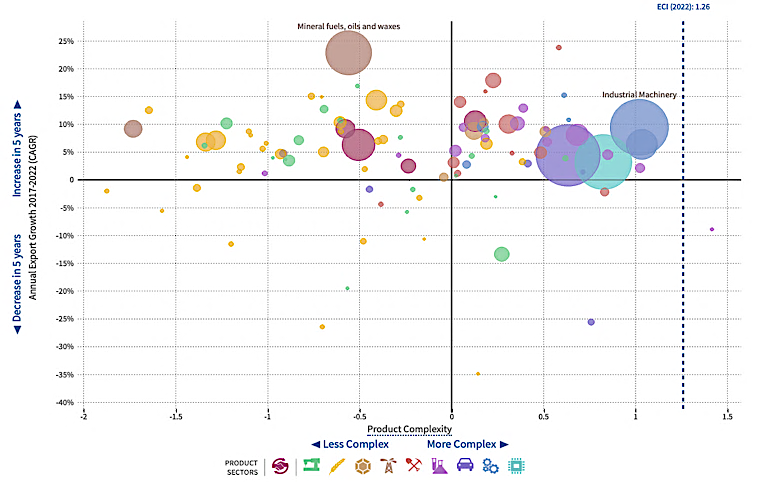 ECI (2022): 1.26
Mineral fuels, oils and waxes
Industrial Machinery
25%
20%
15%
10%
5%
0
-5%
-10%
-15%
-20%
-25%
-30%
-35%
-40%
Increase in 5 years
Decrease in 5 years
Annual Export Growth 2017-2022 (CAGR)
-2
-1.5
-1
-0.5
0
0.5
1
1.5
Product Complexity
Less Complex
More Complex
PRODUCT
SECTORS